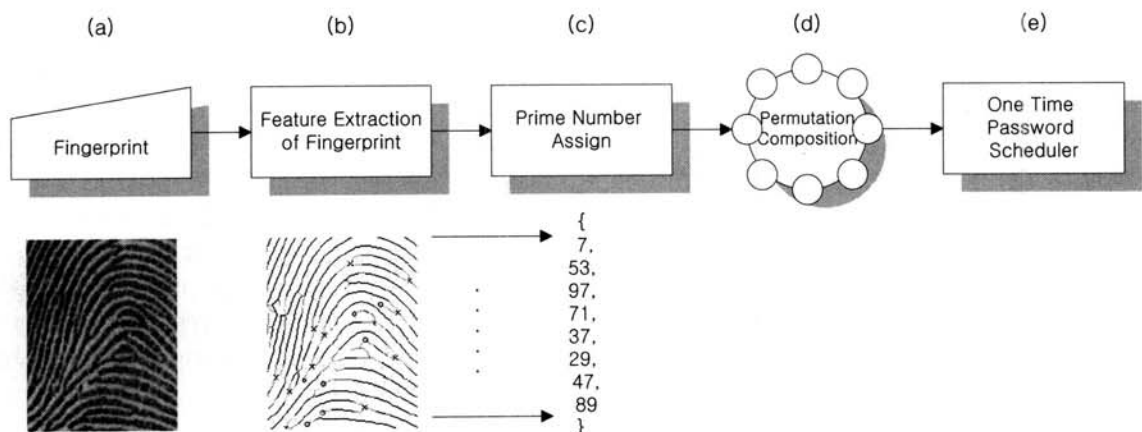 (a)
(b)
(c)
(d)
(e)
Fingerprint
Feature Extraction
of Fingerprint
Prime Number
Assign
Permutation
Composition
One Time
Password
Scheduler
{
7,
53,
97,
71,
37,
29,
47,
89
}